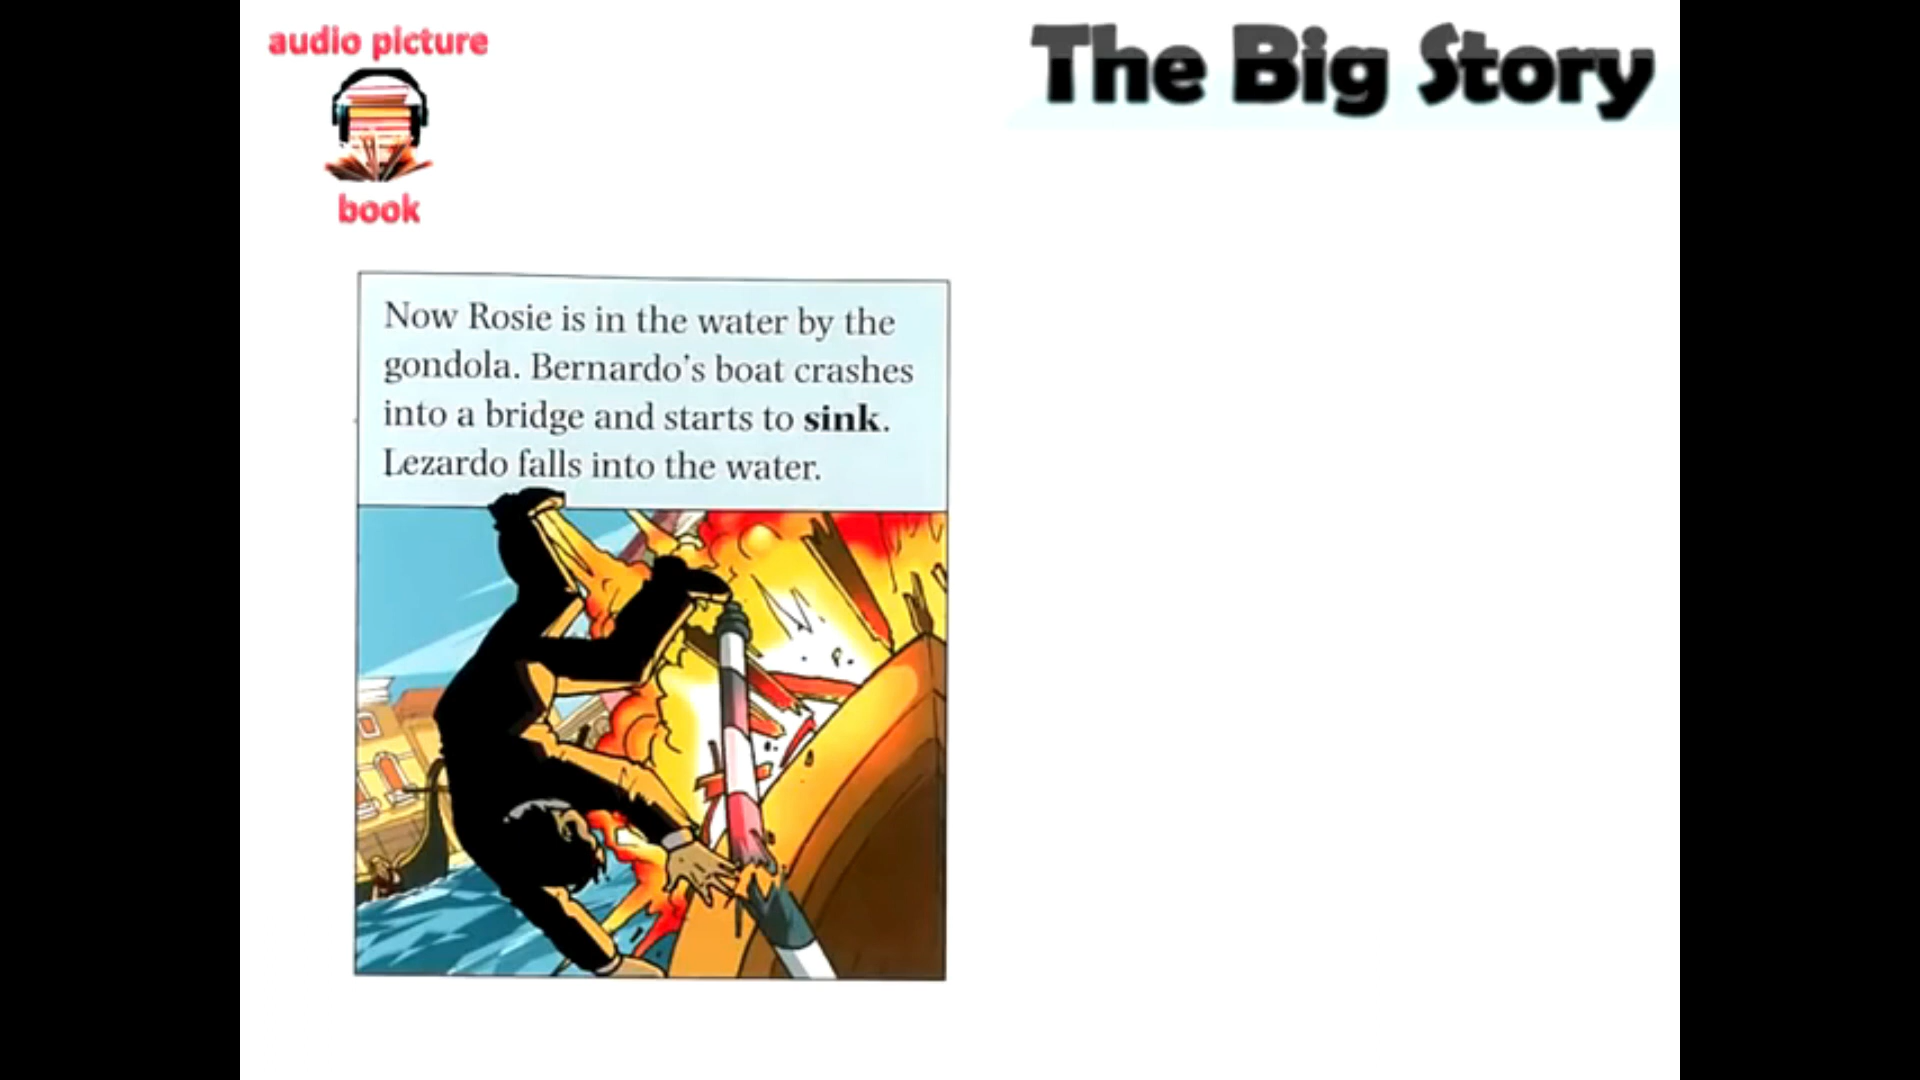 audio picture
book
The Big Story
Now Rosie is in the water by the
gondola. Bernardo's boat crashes
into a bridge and starts to sink.
Lezardo falls into the water.